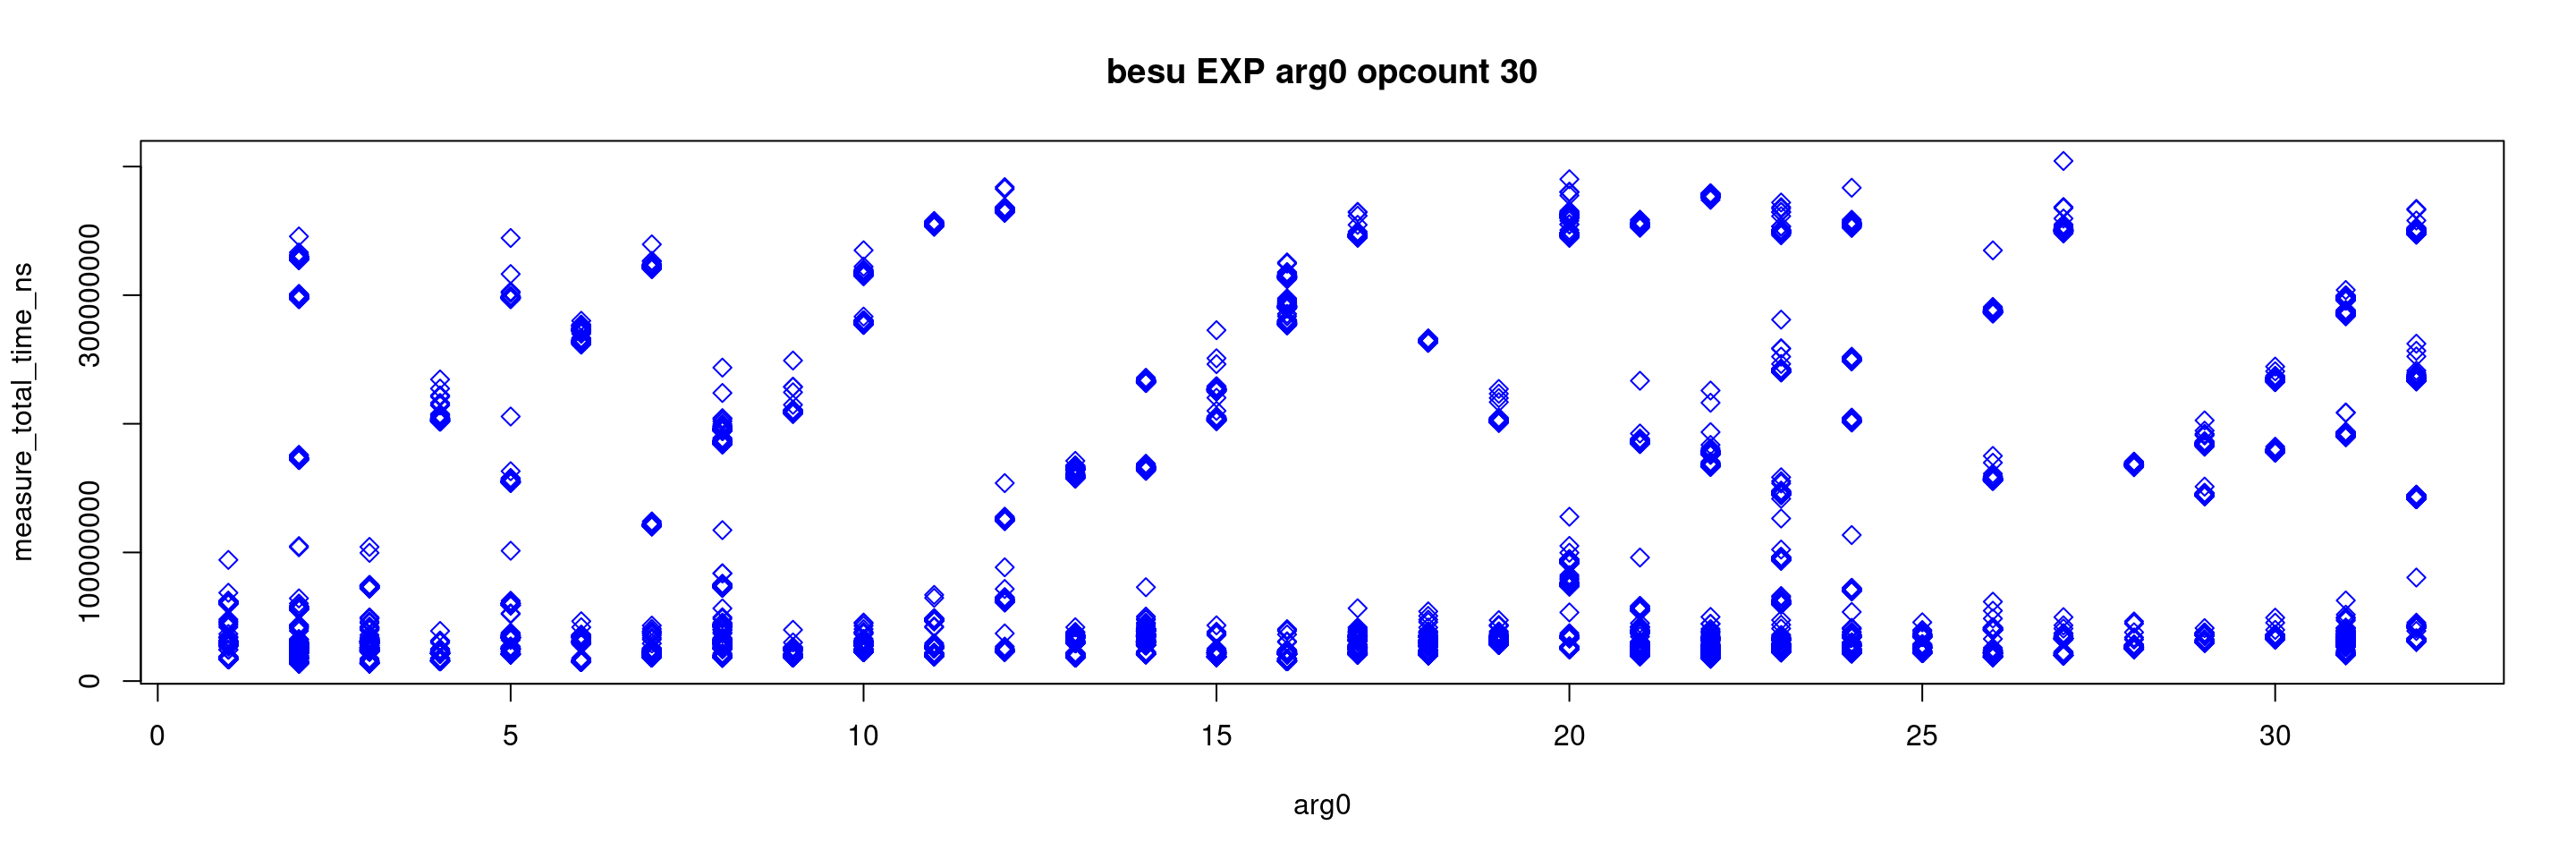 besu EXP arg0 opcount 30
measure_total_time_ns
300000000
100000000
0
0 5 10 15 20 25 30
arg0